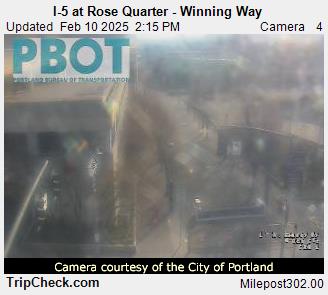 I-5 at Rose Quarter - Winning Way
Updated Feb 10 2025 2:15 PM Camera 4
PBOT
PORTLAND BUREAU OF TRANSPORTATION
Camera courtesy of the City of Portland
TripCheck.com Milepost302.00